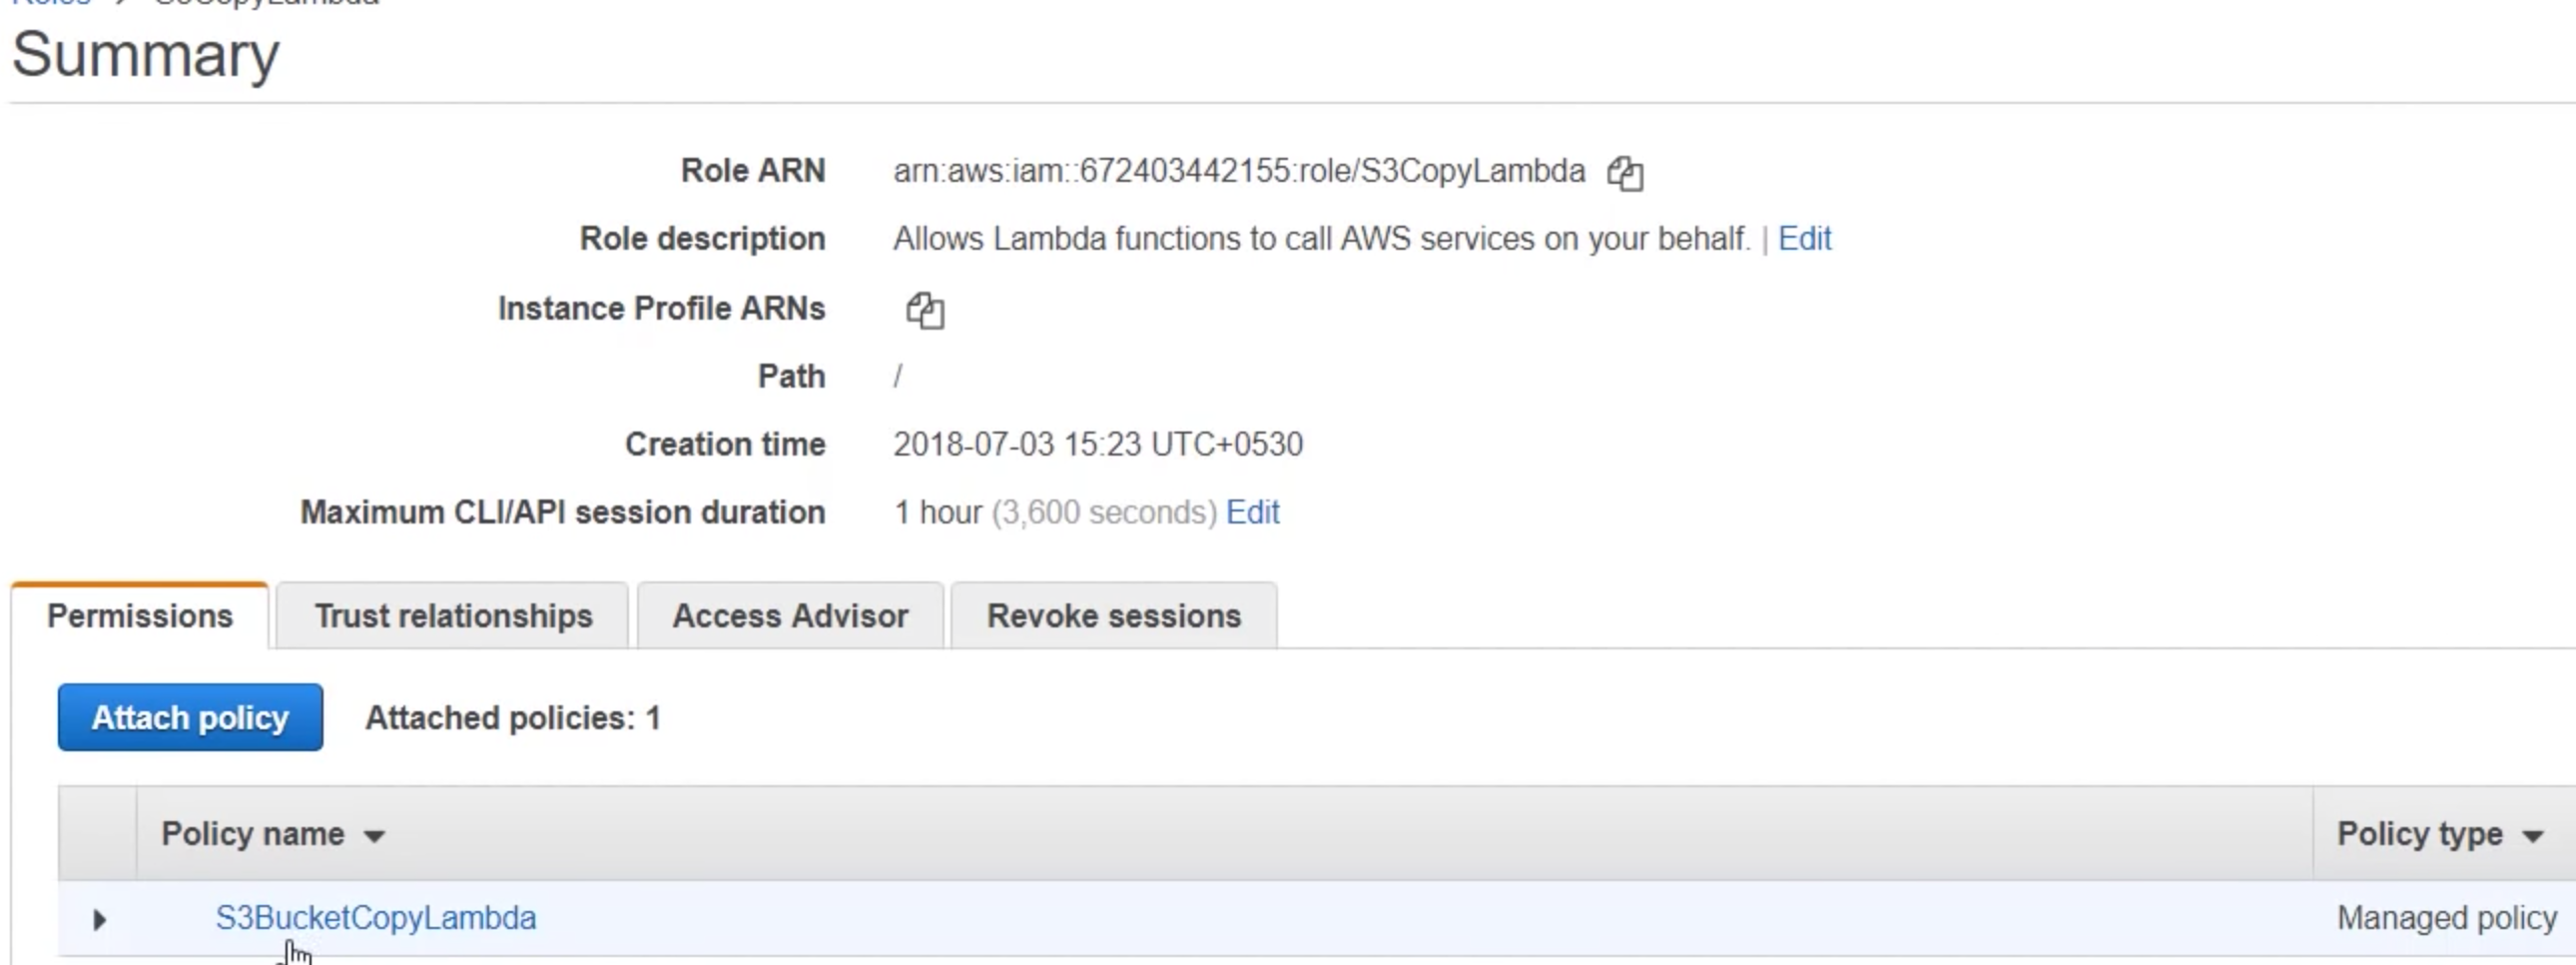 Roles > S3CopyLambda
Summary
Role ARN arn:aws:iam::672403442155:role/S3CopyLambda
Role description Allows Lambda functions to call AWS services on your behalf. | Edit
Instance Profile ARNs
Path /
Creation time 2018-07-03 15:23 UTC+0530
Maximum CLI/API session duration 1 hour (3,600 seconds) Edit
Permissions Trust relationships Access Advisor Revoke sessions
Attach policy Attached policies: 1
Policy name Policy type
S3BucketCopyLambda Managed policy